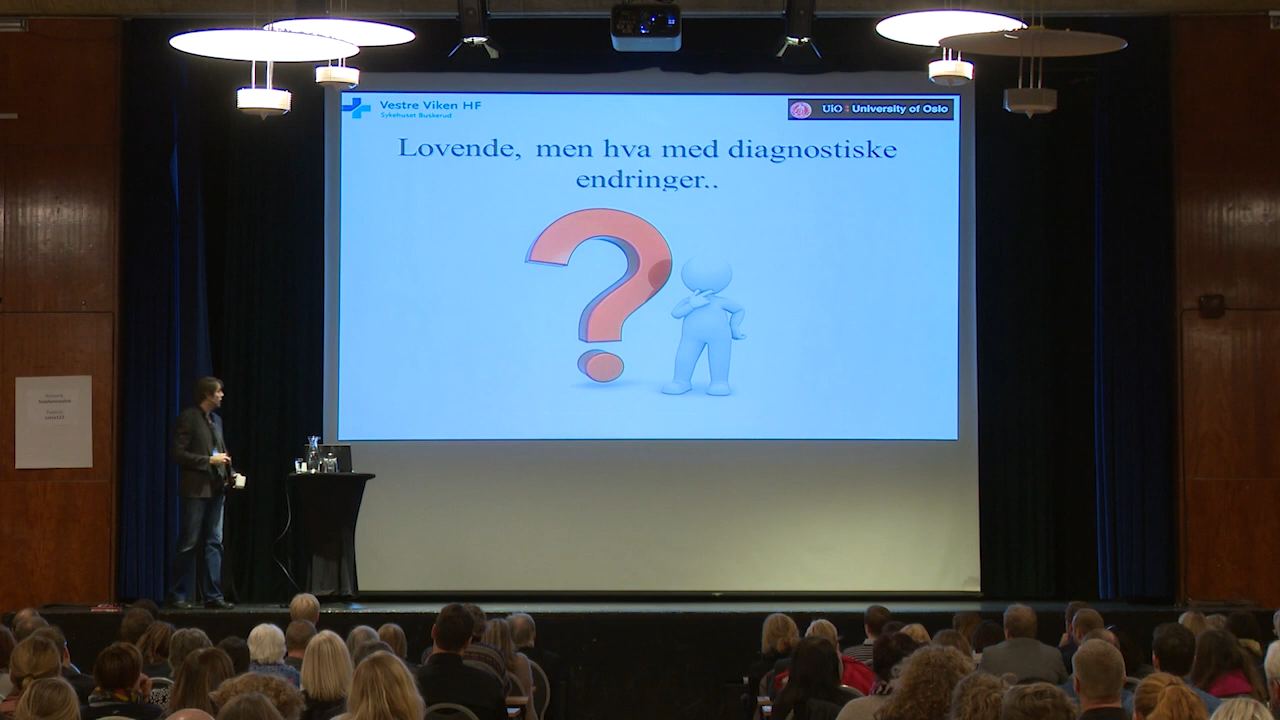 Vestre Viken HF
Sykehuset Buskerud
UiO University of Oslo
Lovende, men hva med diagnostiske
endringer..